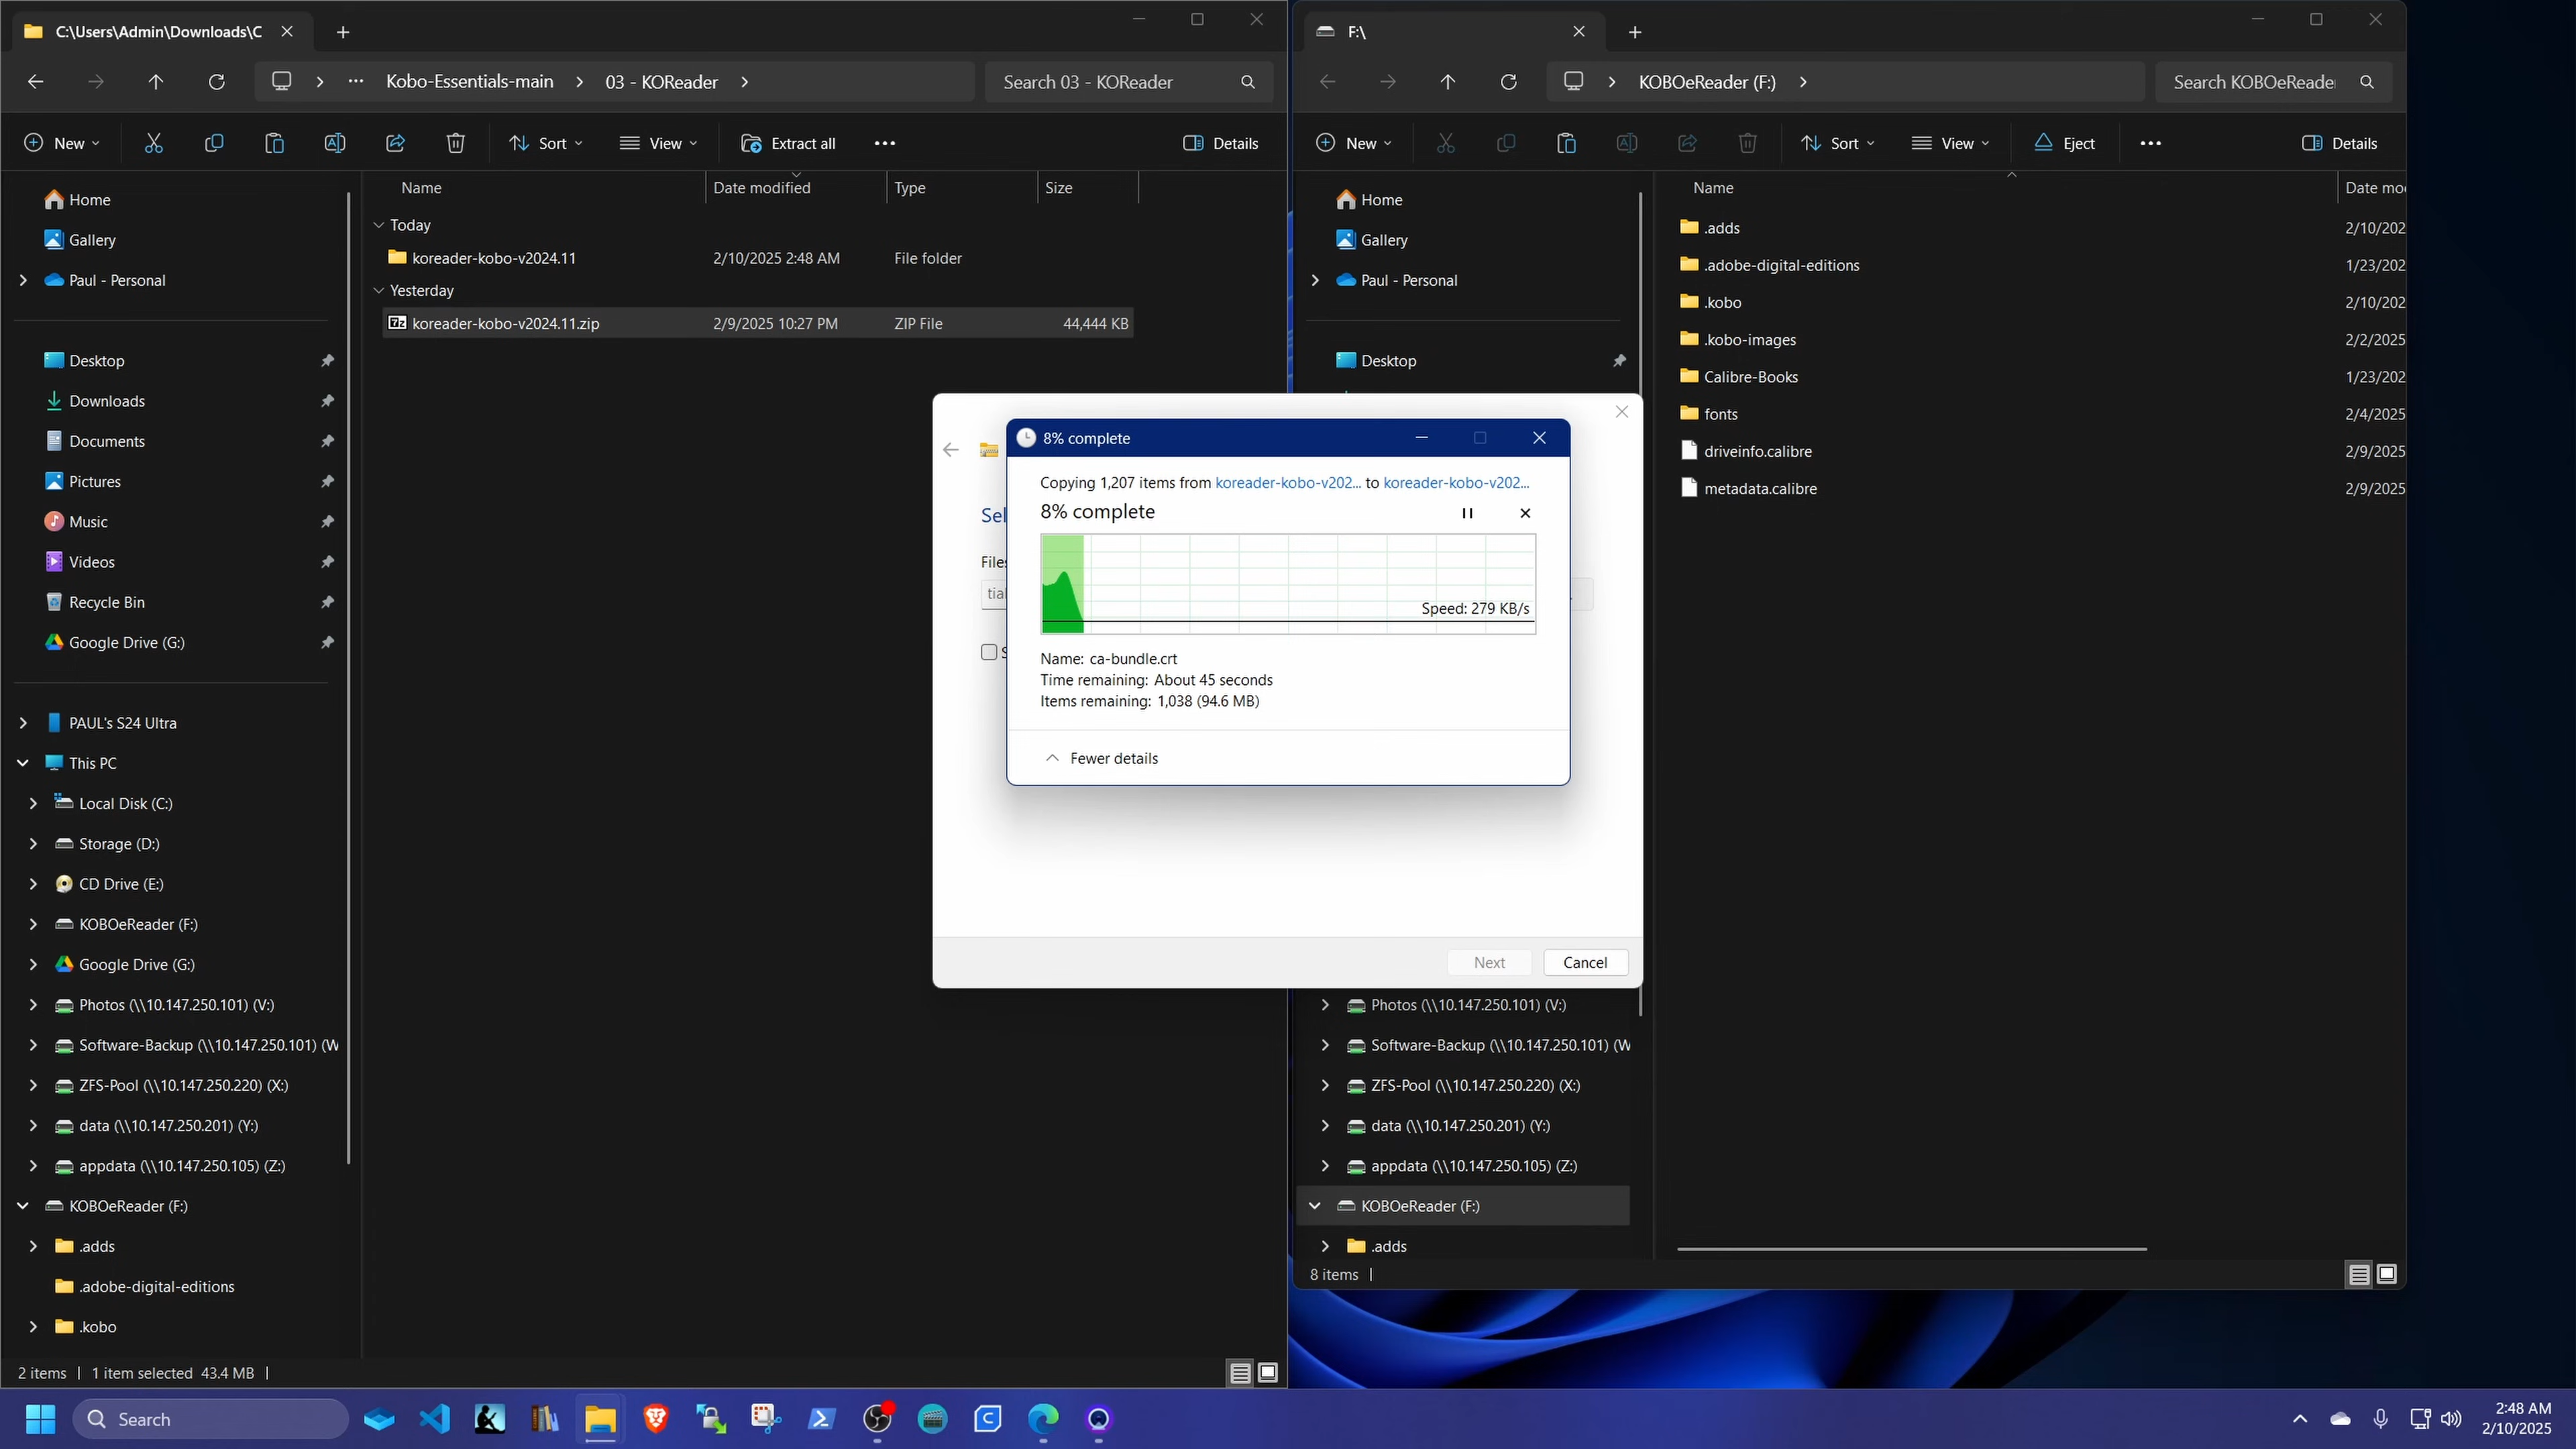 C:\Users\Admin\Downloads\C
Kobo-Essentials-main
03 - KOReader
Search 03 - KOReader
New
Sort
View
Extract all
Details
Name
Date modified
Type
Size
Home
Gallery
Paul - Personal
Desktop
Downloads
Documents
Pictures
Music
Videos
Recycle Bin
Google Drive (G:)
PAUL's S24 Ultra
This PC
Local Disk (C:)
Storage (D:)
CD Drive (E:)
KOBOeReader (F:)
Google Drive (G:)
Photos (\\10.147.250.101) (V:)
Software-Backup (\\10.147.250.101) (W
ZFS-Pool (\\10.147.250.220) (X:)
data (\\10.147.250.201) (Y:)
appdata (\\10.147.250.105) (Z:)
KOBOeReader (F:)
.adds
.adobe-digital-editions
.kobo
Today
koreader-kobo-v2024.11 2/10/2025 2:48 AM File folder
Yesterday
koreader-kobo-v2024.11.zip 2/9/2025 10:27 PM ZIP File 44,444 KB
2 items 1 item selected 43.4 MB
8% complete
Copying 1,207 items from koreader-kobo-v202... to koreader-kobo-v202...
8% complete
Speed: 279 KB/s
Name: ca-bundle.crt
Time remaining: About 45 seconds
Items remaining: 1,038 (94.6 MB)
Fewer details
Sel
Files
tial
S
Next
Cancel
F:\
KOBOeReader (F:)
Search KOBOeReade
New
Sort
View
Eject
Details
Name
Date mo
Home
Gallery
Paul - Personal
Desktop
Photos (\\10.147.250.101) (V:)
Software-Backup (\\10.147.250.101) (W
ZFS-Pool (\\10.147.250.220) (X:)
data (\\10.147.250.201) (Y:)
appdata (\\10.147.250.105) (Z:)
KOBOeReader (F:)
.adds
.adds 2/10/202
.adobe-digital-editions 1/23/202
.kobo 2/10/202
.kobo-images 2/2/2025
Calibre-Books 1/23/202
fonts 2/4/2025
driveinfo.calibre 2/9/2025
metadata.calibre 2/9/2025
8 items
Search
2:48 AM
2/10/2025